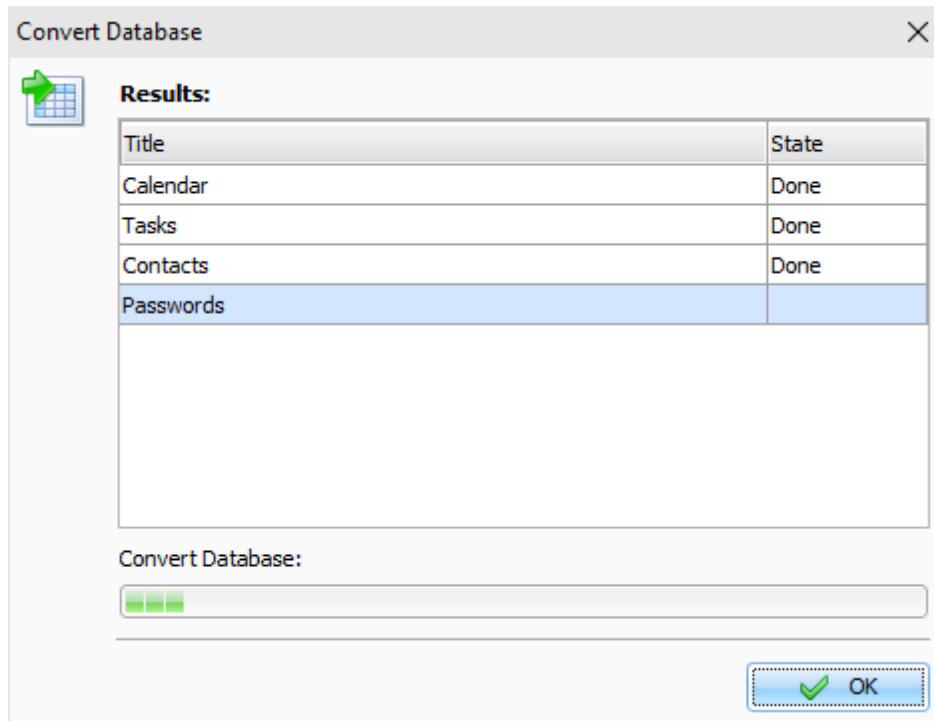 Convert Database
Results:
Title State
Calendar Done
Tasks Done
Contacts Done
Passwords
Convert Database:
OK